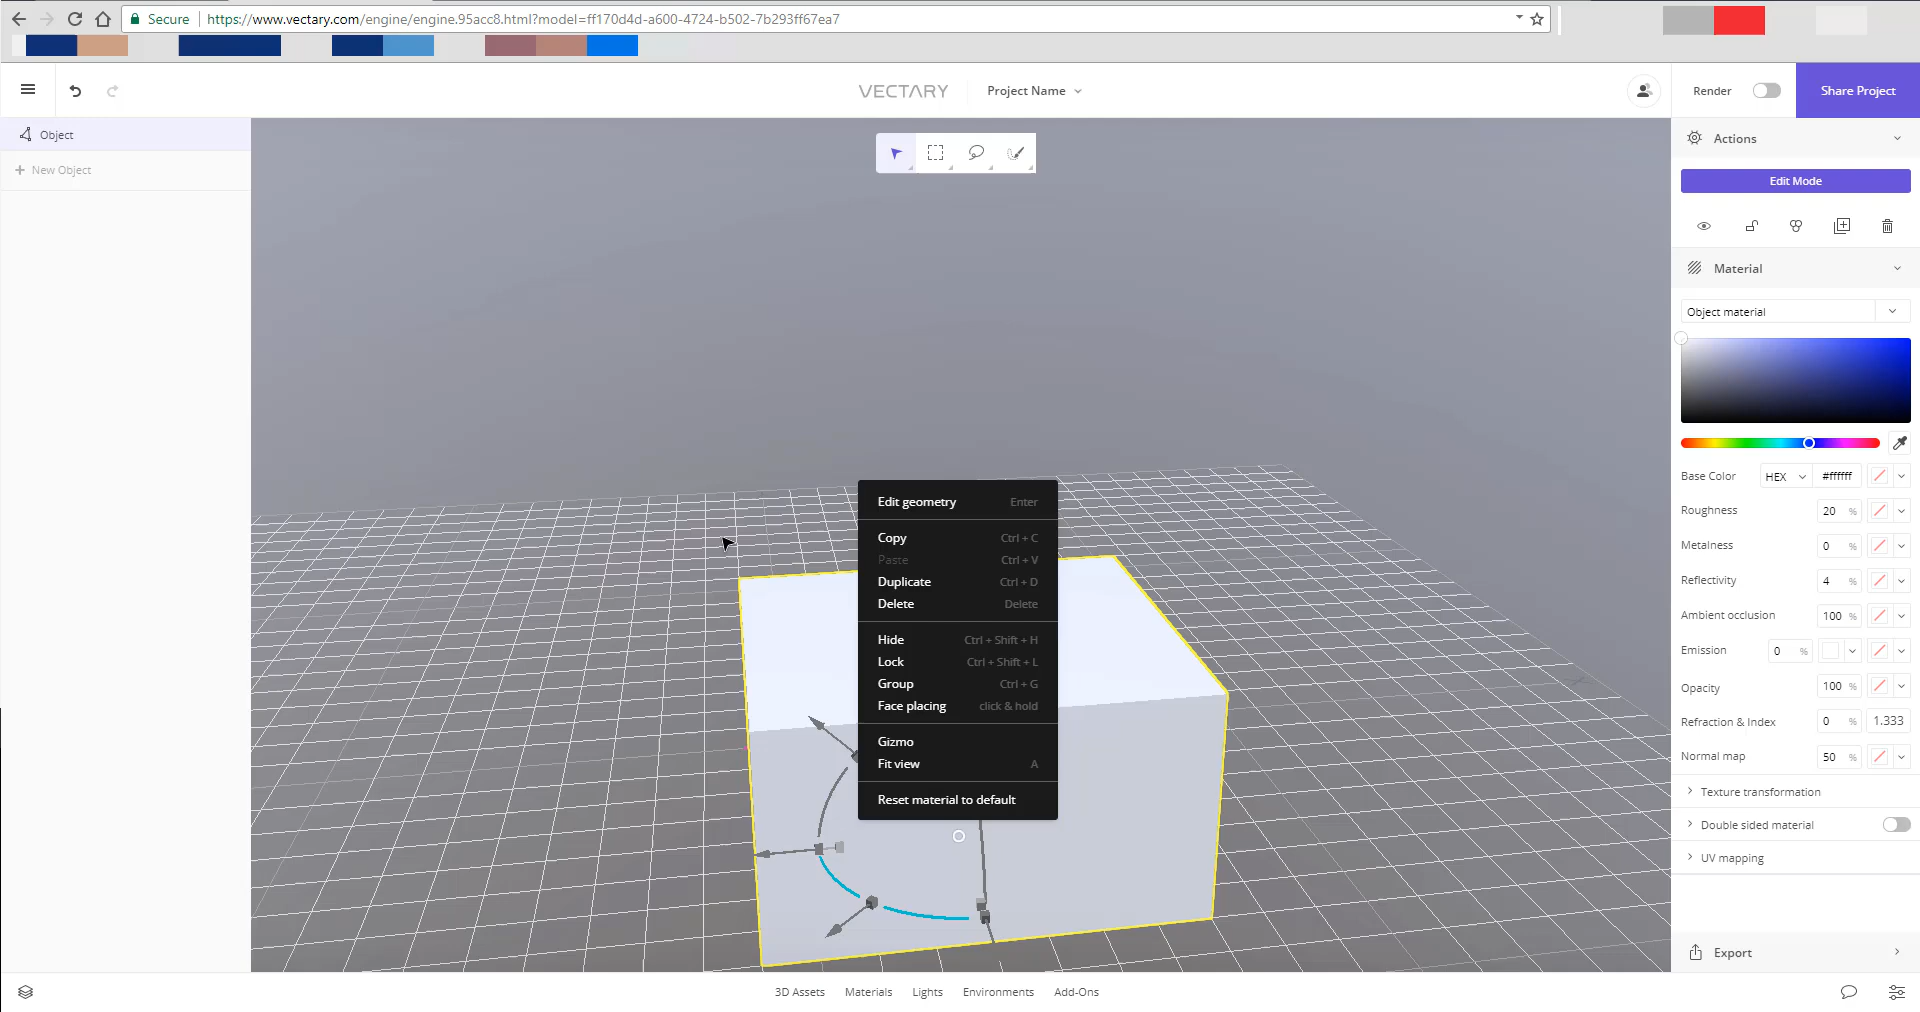 Secure https://www.vectary.com/engine/engine.95acc8.html?model=ff170d4d-a600-4724-b502-7b293ff67ea7
VECTARY Project Name Render Share Project
Object
New Object
Actions
Edit Mode
Material
Object material
Base Color HEX #ffffff
Roughness 20 %
Metalness 0 %
Reflectivity 4 %
Ambient occlusion 100 %
Emission 0 %
Opacity 100 %
Refraction & Index 0 % 1.333
Normal map 50 %
Texture transformation
Double sided material
UV mapping
Export
Edit geometry Enter
Copy Ctrl + C
Paste Ctrl + V
Duplicate Ctrl + D
Delete Delete
Hide Ctrl + Shift + H
Lock Ctrl + Shift + L
Group Ctrl + G
Face placing click & hold
Gizmo
Fit view A
Reset material to default
3D Assets Materials Lights Environments Add-Ons